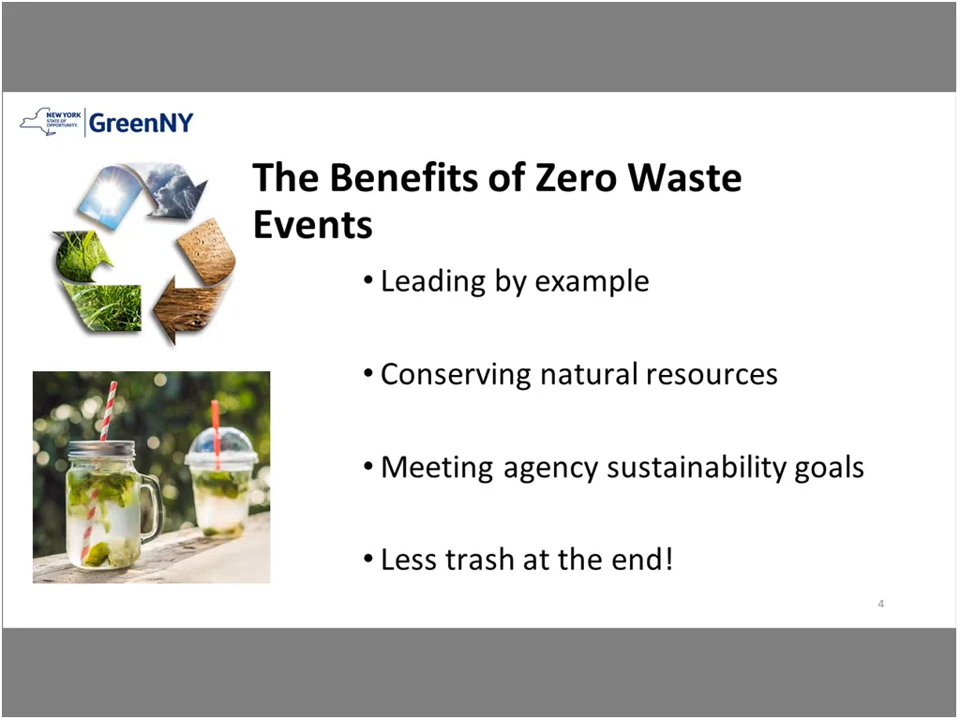 NEW YORK
STATE OF
OPPORTUNITY.
GreenNY
The Benefits of Zero Waste
Events
• Leading by example
• Conserving natural resources
• Meeting agency sustainability goals
• Less trash at the end!
4